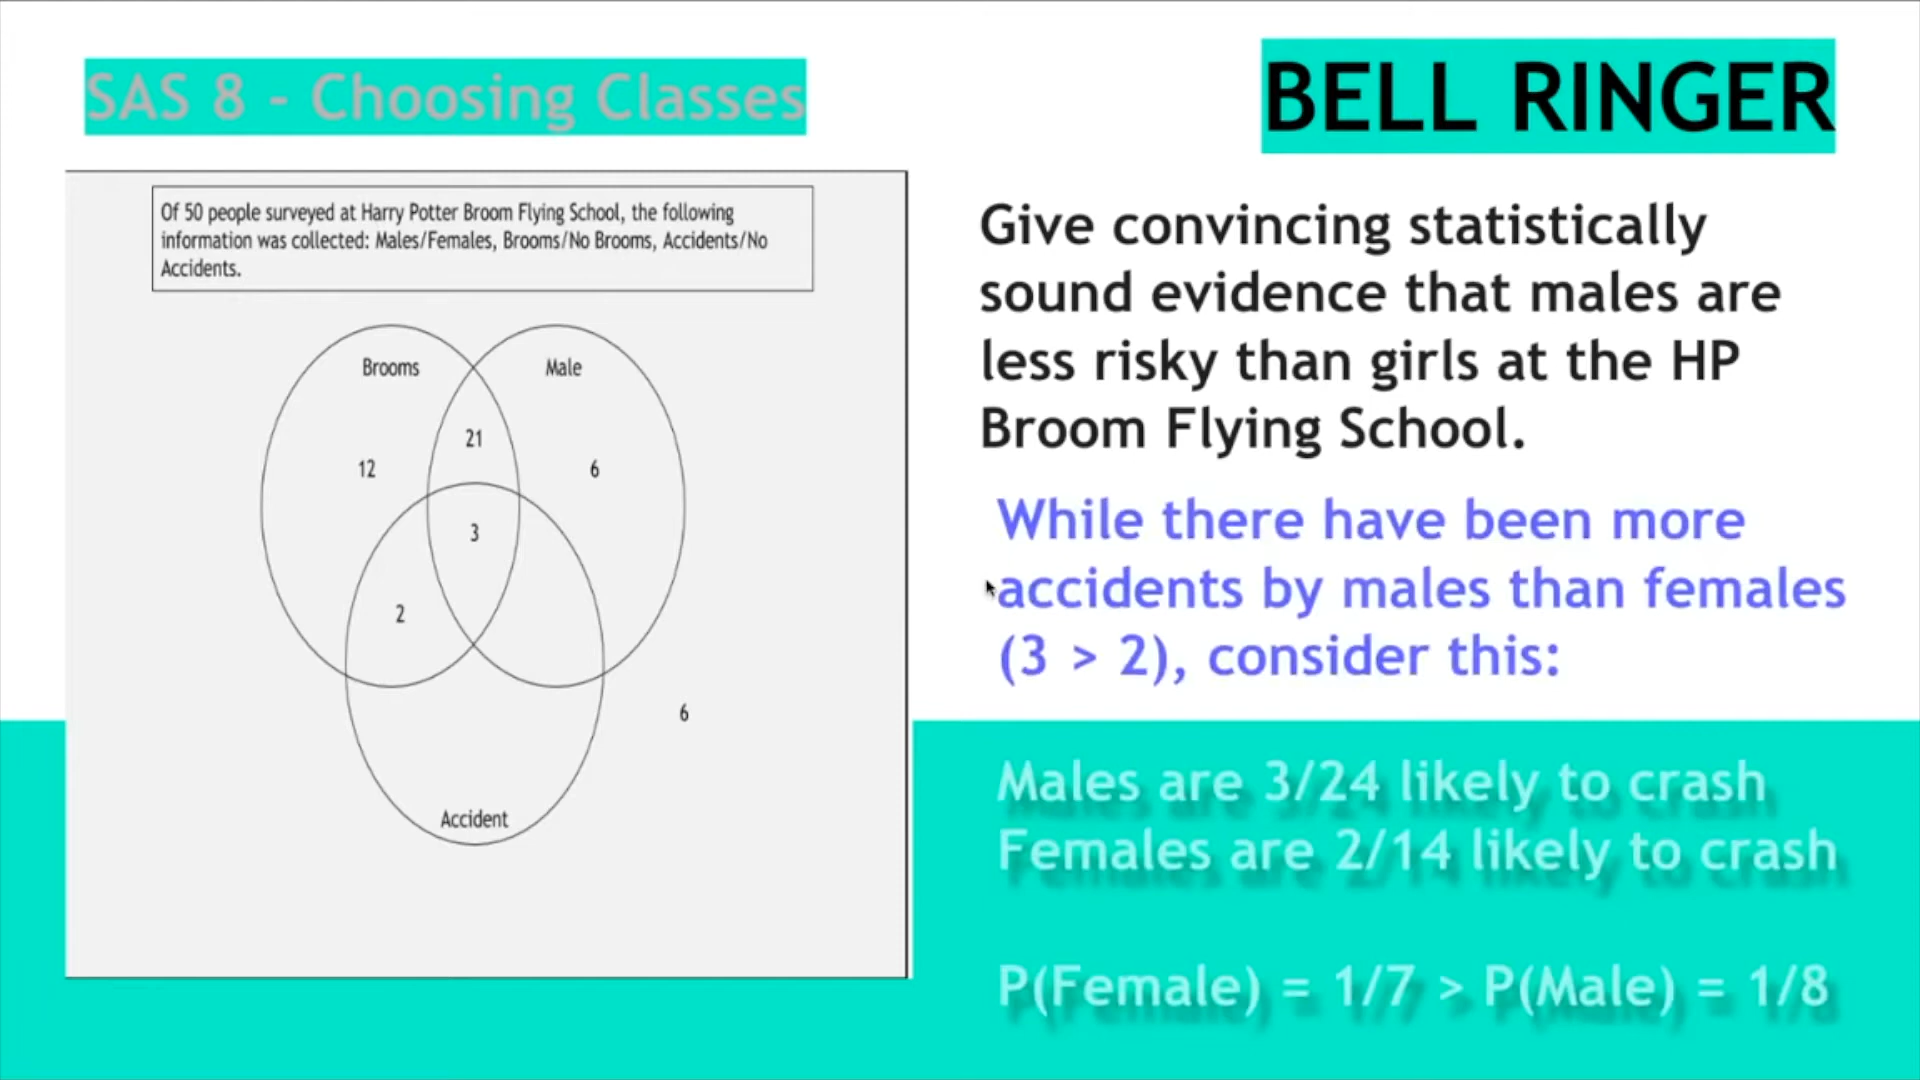 SAS 8 - Choosing Classes
BELL RINGER
Of 50 people surveyed at Harry Potter Broom Flying School, the following
information was collected: Males/Females, Brooms/No Brooms, Accidents/No
Accidents.
Brooms
Male
21
12
6
3
2
6
Accident
Give convincing statistically
sound evidence that males are
less risky than girls at the HP
Broom Flying School.
While there have been more
accidents by males than females
(3 > 2), consider this:
Males are 3/24 likely to crash
Females are 2/14 likely to crash
P(Female) = 1/7 > P(Male) = 1/8